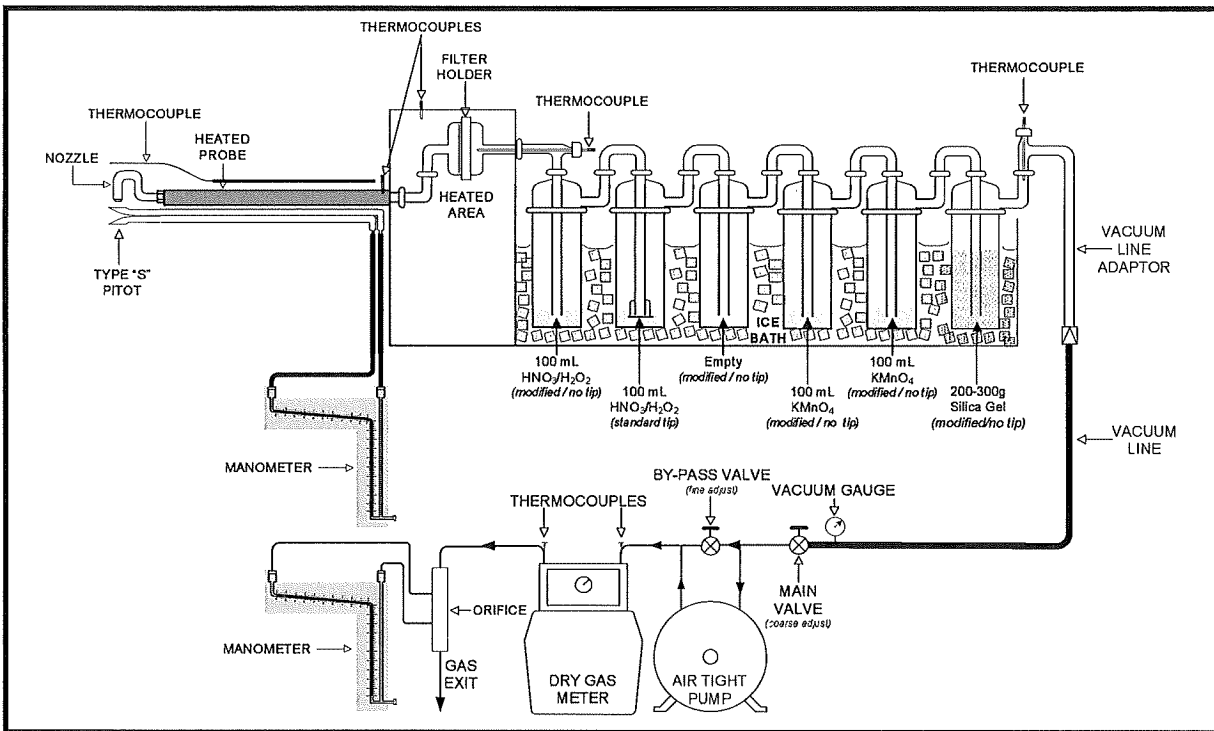 THERMOCOUPLES
FILTER
HOLDER
THERMOCOUPLE
THERMOCOUPLE
THERMOCOUPLE
HEATED
PROBE
NOZZLE
HEATED
AREA
TYPE "S"
PITOT
VACUUM
LINE
ADAPTOR
ICE
BATH
100 mL
HNO₃/H₂O₂
(modified / no tip)
100 mL
HNO₃/H₂O₂
(standard tip)
Empty
(modified / no tip)
100 mL
KMnO₄
(modified / no tip)
100 mL
KMnO₄
(modified / no tip)
200-300g
Silica Gel
(modified/no tip)
VACUUM
LINE
MANOMETER
BY-PASS VALVE
(fine adjust)
VACUUM GAUGE
THERMOCOUPLES
MAIN
VALVE
(coarse adjust)
ORIFICE
MANOMETER
GAS
EXIT
DRY GAS
METER
AIR TIGHT
PUMP